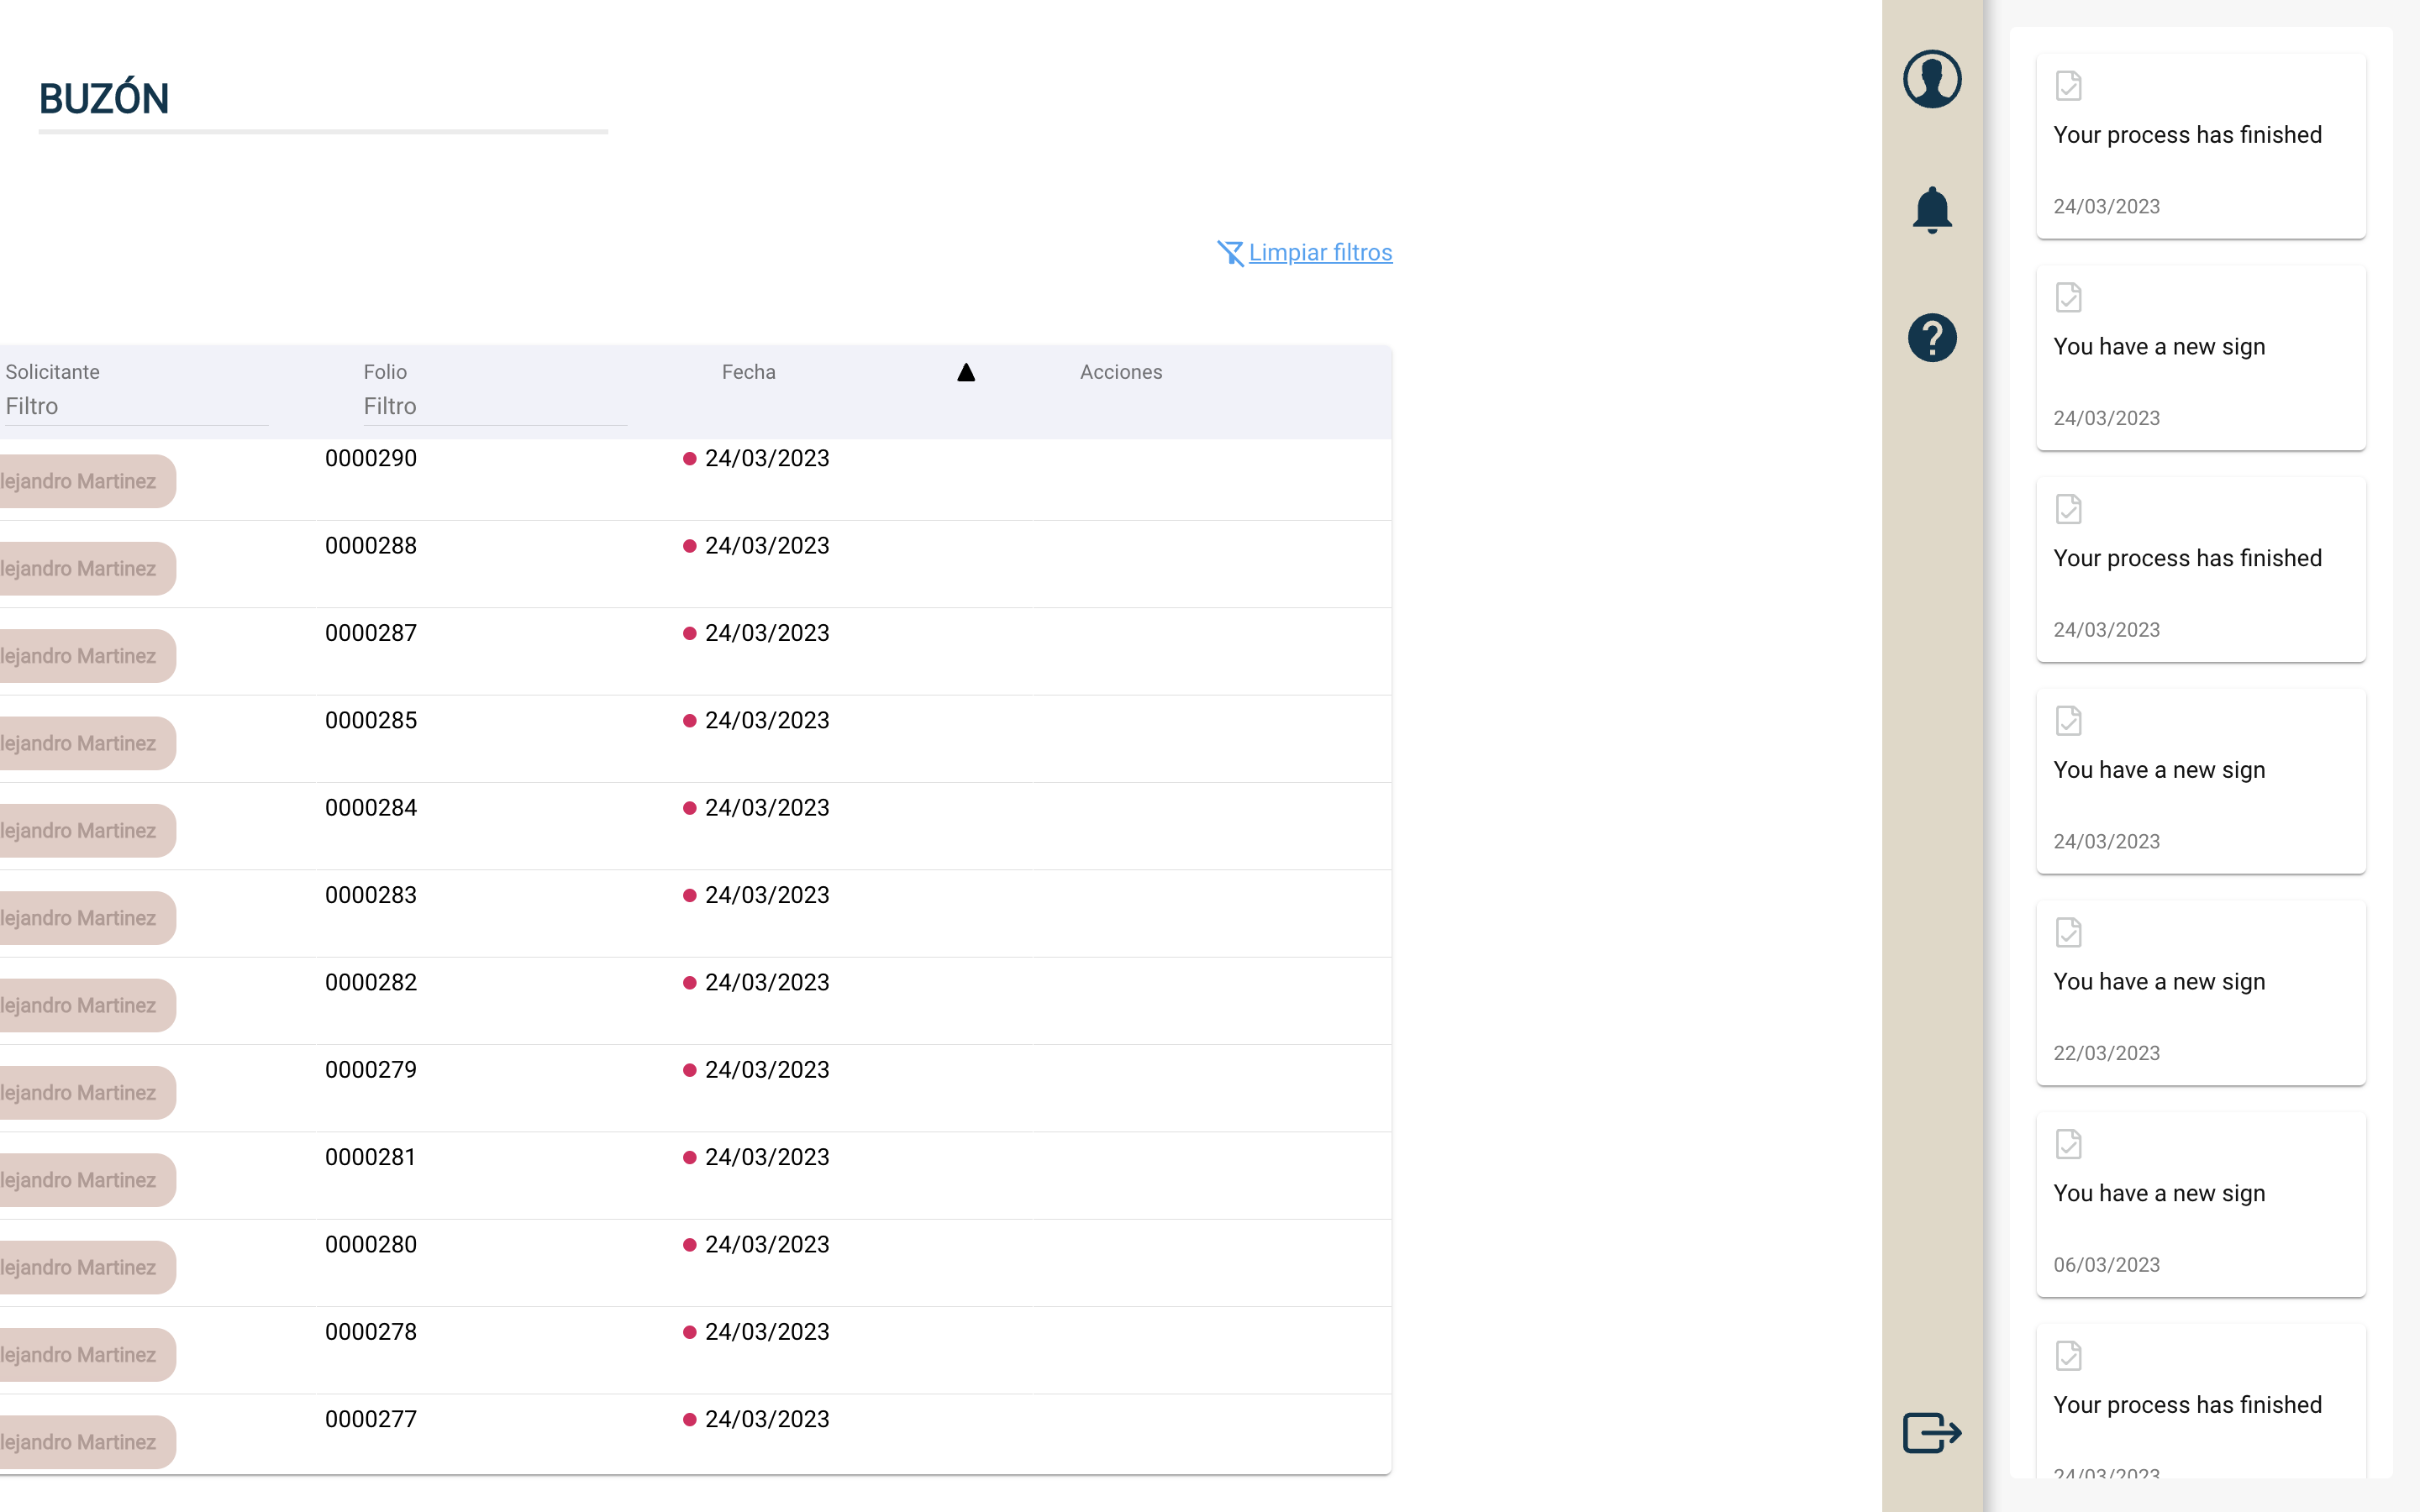 BUZÓN
Limpiar filtros
Solicitante Folio Fecha Acciones
Filtro Filtro
lejandro Martinez 0000290 24/03/2023
lejandro Martinez 0000288 24/03/2023
lejandro Martinez 0000287 24/03/2023
lejandro Martinez 0000285 24/03/2023
lejandro Martinez 0000284 24/03/2023
lejandro Martinez 0000283 24/03/2023
lejandro Martinez 0000282 24/03/2023
lejandro Martinez 0000279 24/03/2023
lejandro Martinez 0000281 24/03/2023
lejandro Martinez 0000280 24/03/2023
lejandro Martinez 0000278 24/03/2023
lejandro Martinez 0000277 24/03/2023
Your process has finished
24/03/2023
You have a new sign
24/03/2023
Your process has finished
24/03/2023
You have a new sign
24/03/2023
You have a new sign
22/03/2023
You have a new sign
06/03/2023
Your process has finished
24/03/2023